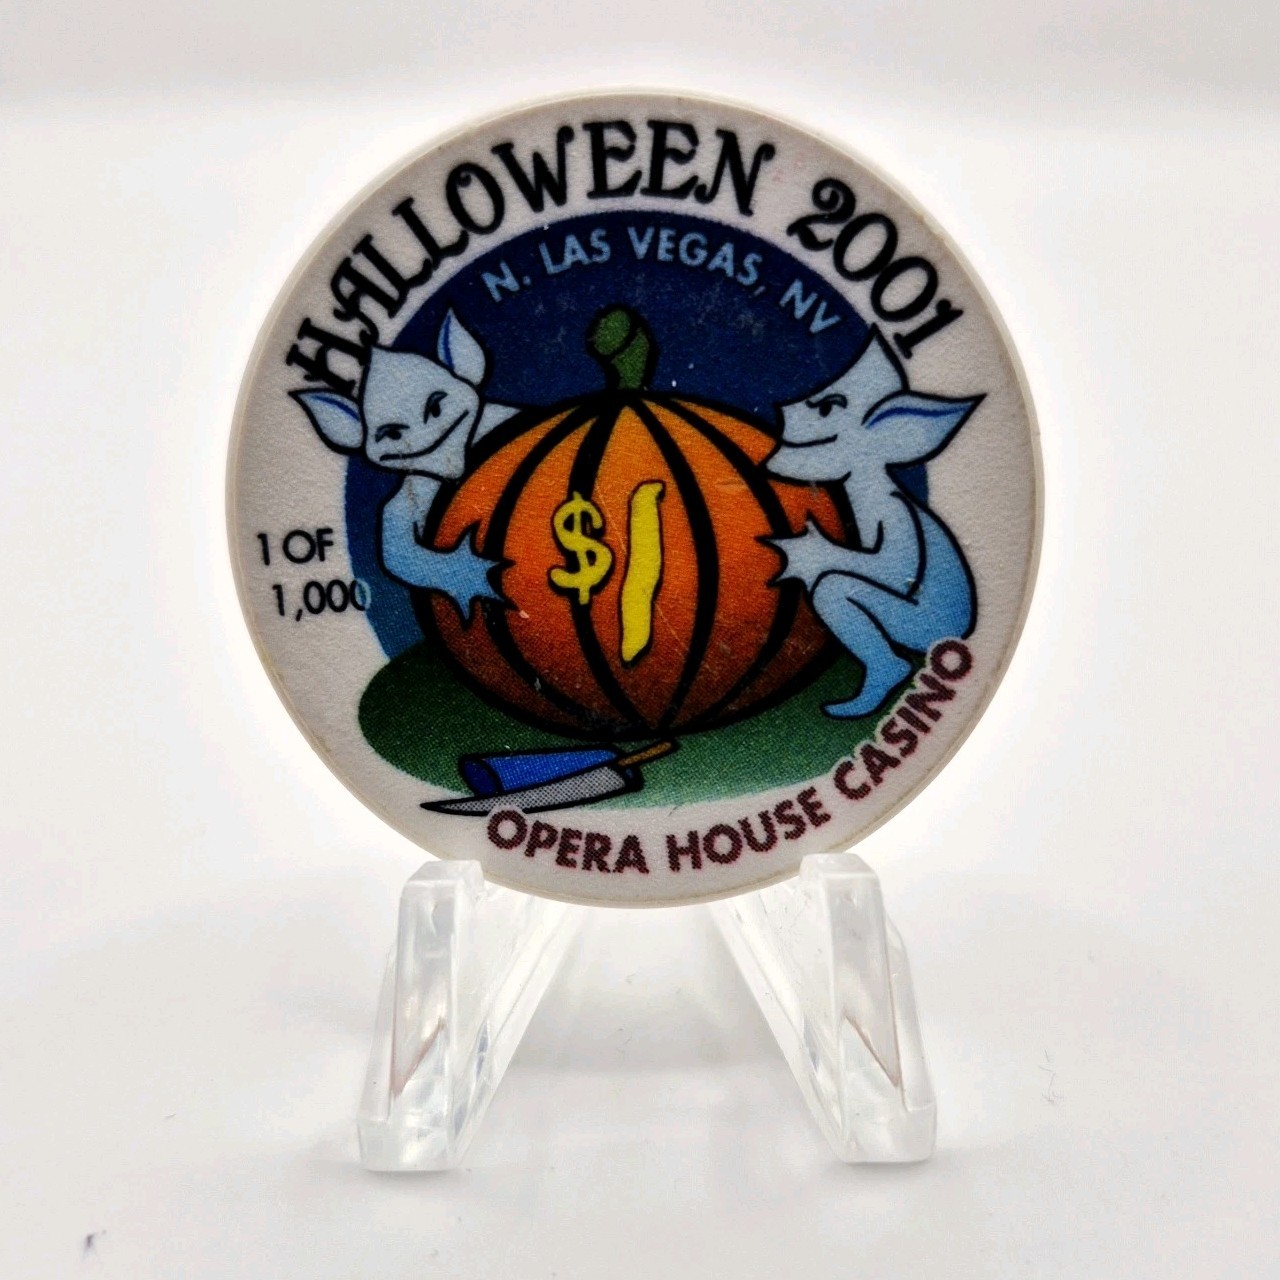 HALLOWEEN 2001
N. LAS VEGAS, NV
$1
1 OF
1,000
OPERA HOUSE CASINO